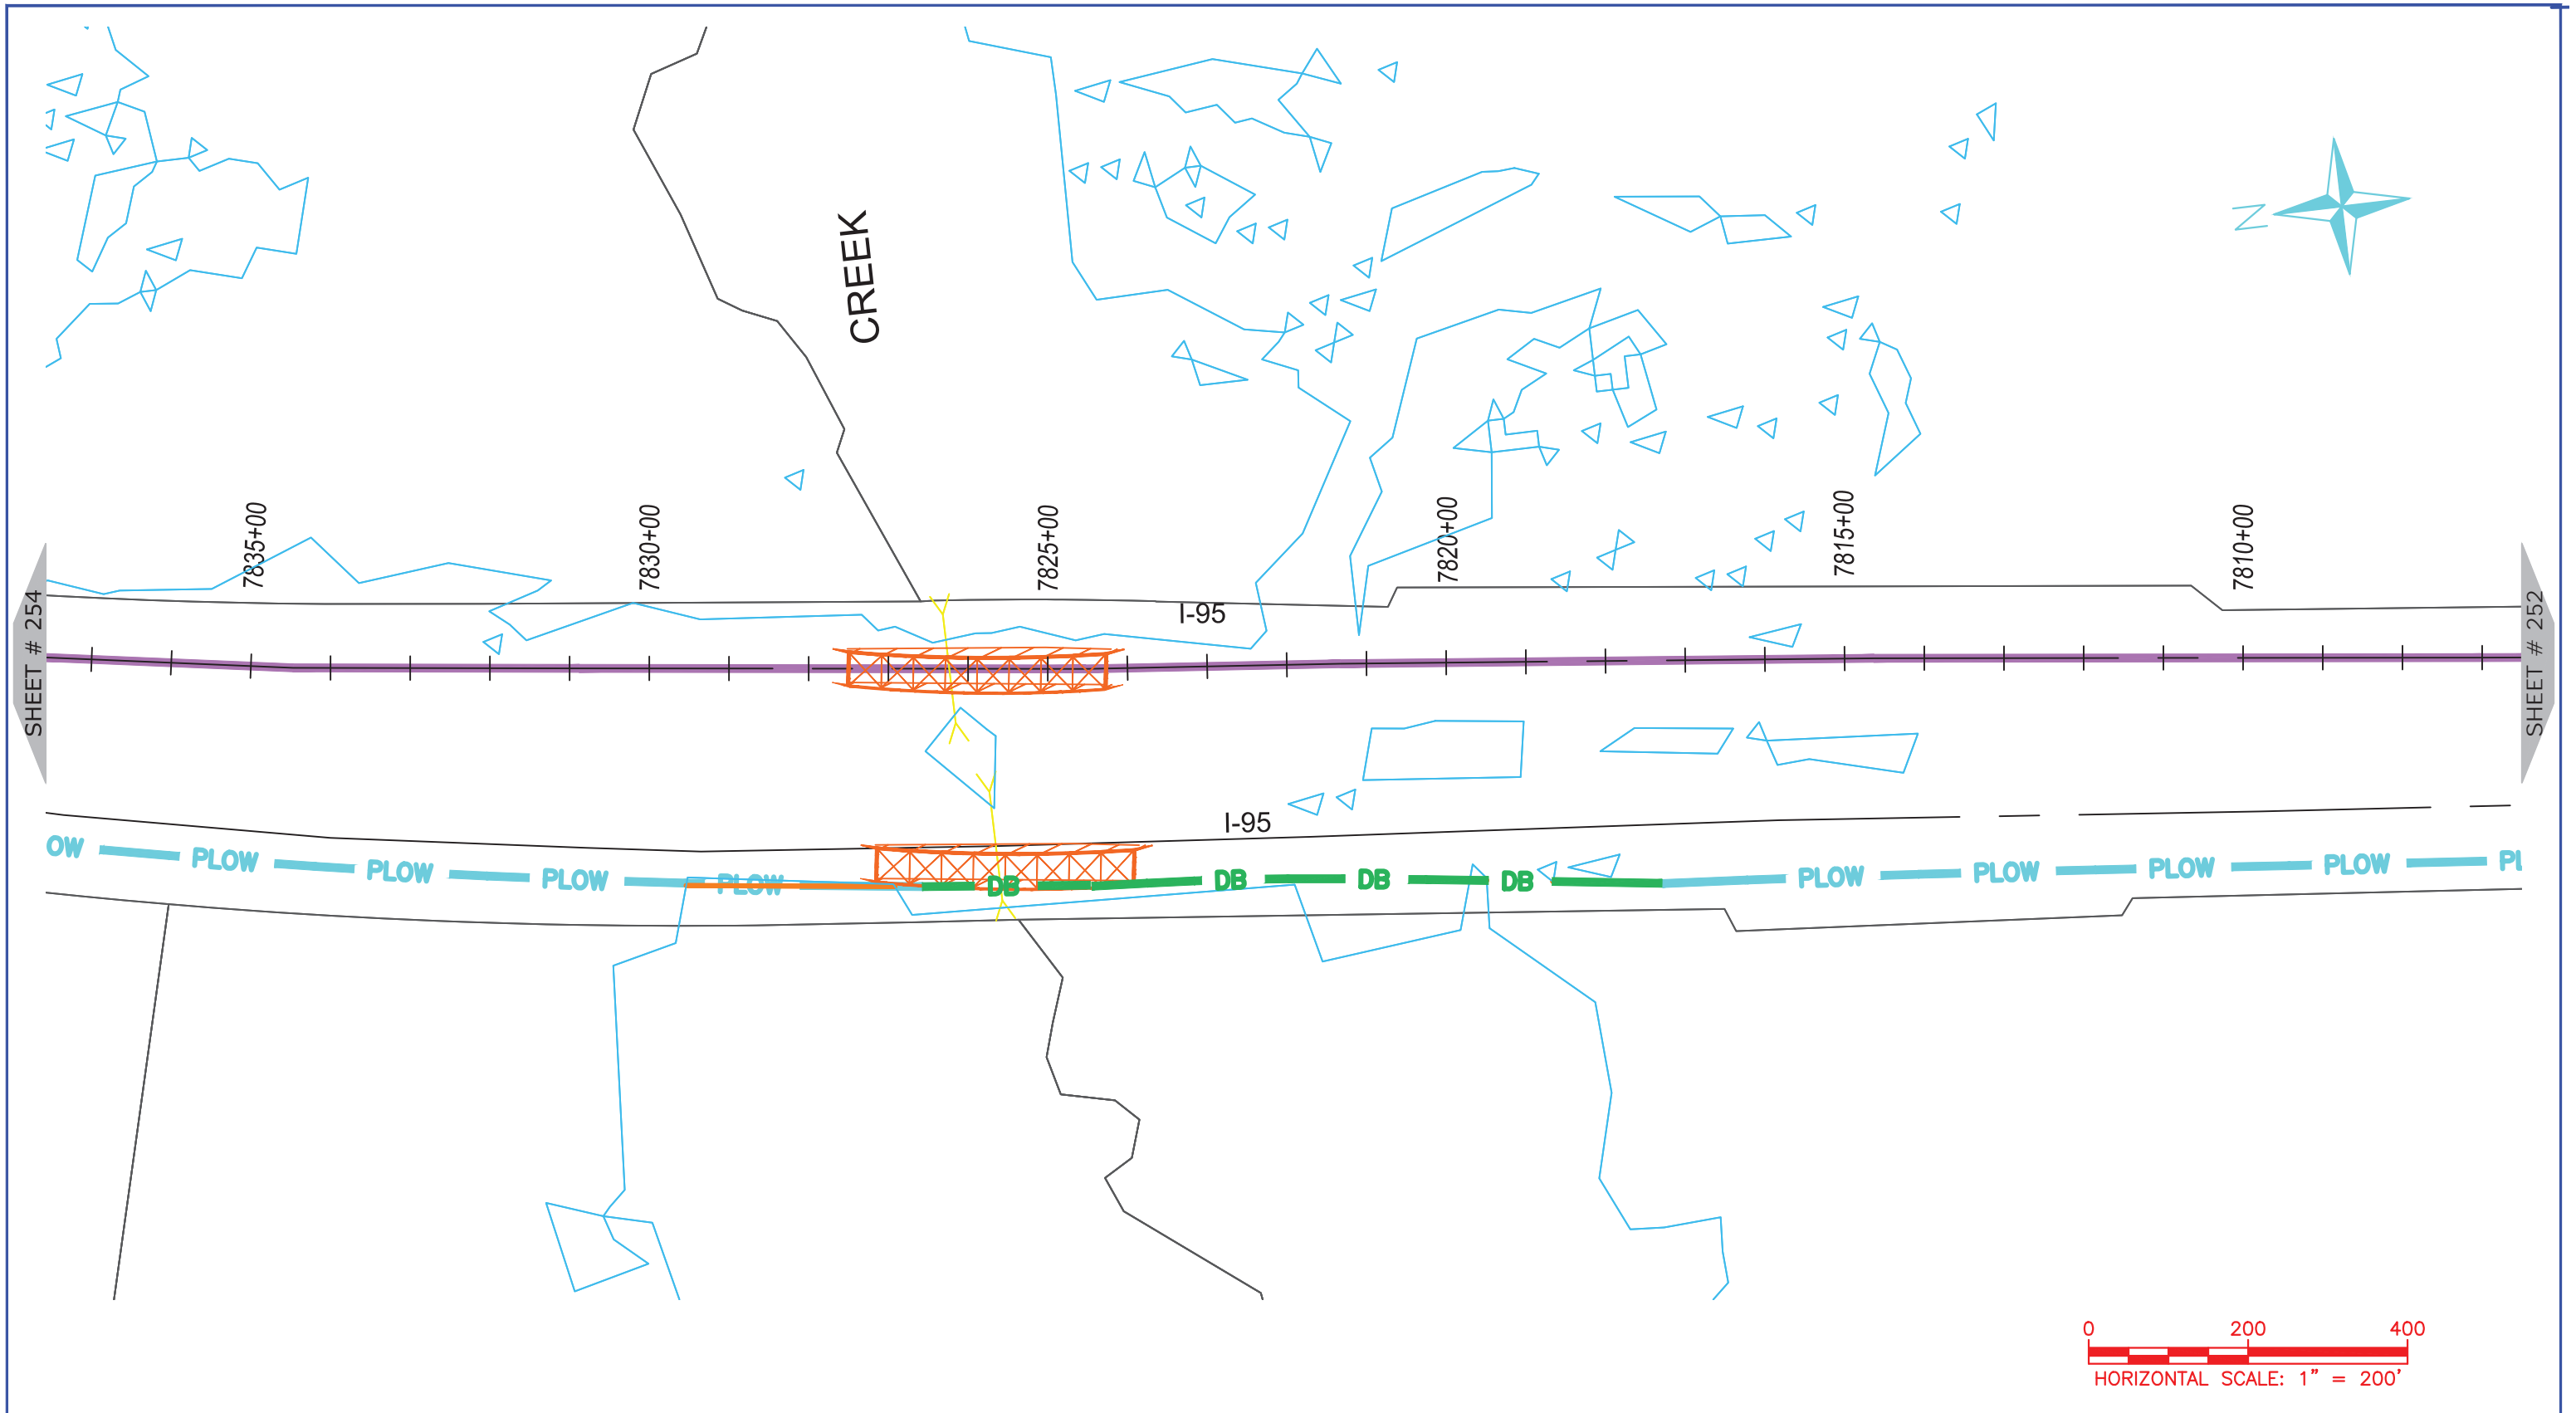 CREEK
N
7835+00
7830+00
7825+00
7820+00
7815+00
7810+00
I-95
SHEET # 254
SHEET # 252
I-95
OW PLOW PLOW PLOW PLOW DB DB DB DB PLOW PLOW PLOW PLOW PL
0 200 400
HORIZONTAL SCALE: 1" = 200'